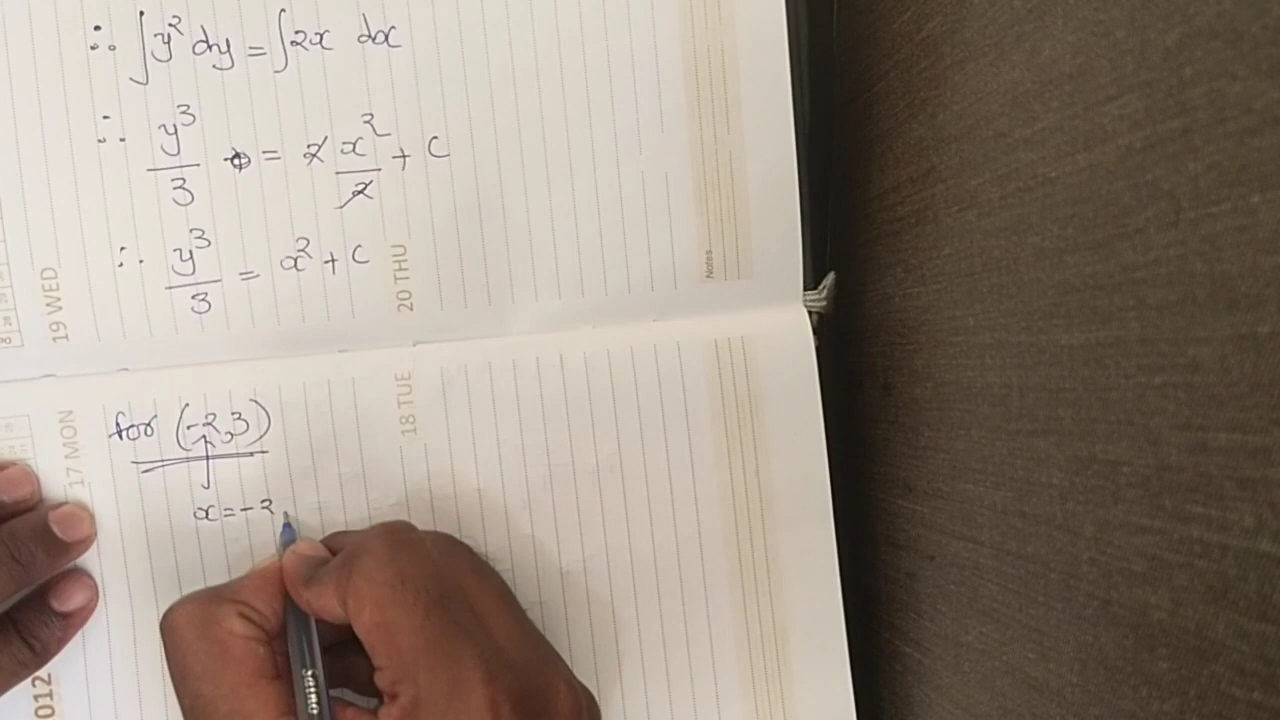 ∴ ∫y² dy = ∫2x dx
∴ y³/3 = 2 x²/2 + C
∴ y³/3 = x² + C
19 WED
20 THU
Notes
for (-2,3)
x = -2,
17 MON
18 TUE
012